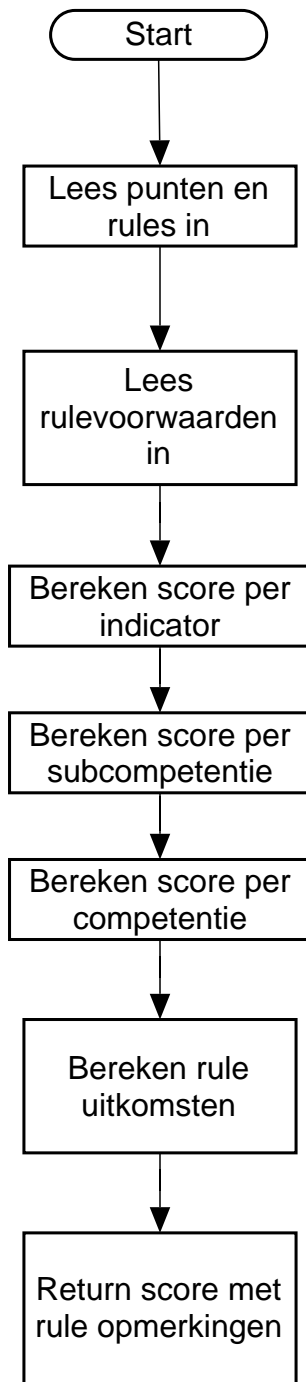 Start
Lees punten en
rules in
Lees
rulevoorwaarden
in
Bereken score per
indicator
Bereken score per
subcompetentie
Bereken score per
competentie
Bereken rule
uitkomsten
Return score met
rule opmerkingen